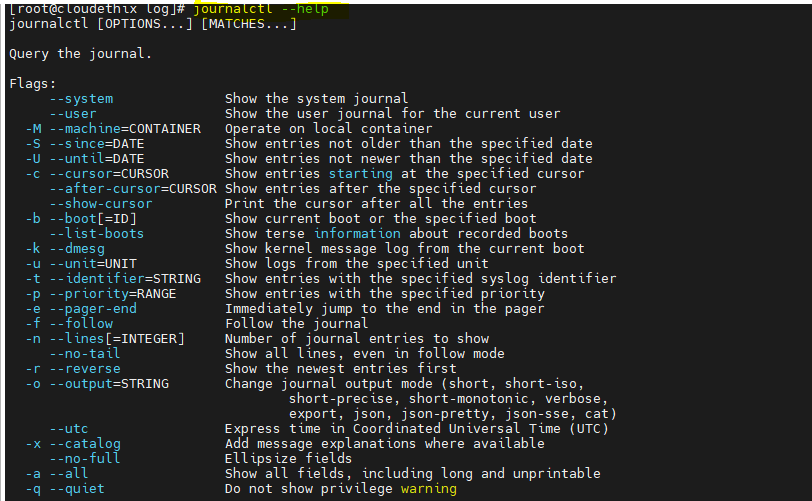 [root@cloudethix log]# journalctl --help
journalctl [OPTIONS...] [MATCHES...]

Query the journal.

Flags:
     --system              Show the system journal
     --user                Show the user journal for the current user
  -M --machine=CONTAINER   Operate on local container
  -S --since=DATE          Show entries not older than the specified date
  -U --until=DATE          Show entries not newer than the specified date
  -c --cursor=CURSOR       Show entries starting at the specified cursor
     --after-cursor=CURSOR Show entries after the specified cursor
     --show-cursor         Print the cursor after all the entries
  -b --boot[=ID]           Show current boot or the specified boot
     --list-boots          Show terse information about recorded boots
  -k --dmesg               Show kernel message log from the current boot
  -u --unit=UNIT           Show logs from the specified unit
  -t --identifier=STRING   Show entries with the specified syslog identifier
  -p --priority=RANGE      Show entries with the specified priority
  -e --pager-end           Immediately jump to the end in the pager
  -f --follow              Follow the journal
  -n --lines[=INTEGER]     Number of journal entries to show
     --no-tail             Show all lines, even in follow mode
  -r --reverse             Show the newest entries first
  -o --output=STRING       Change journal output mode (short, short-iso,
                                   short-precise, short-monotonic, verbose,
                                   export, json, json-pretty, json-sse, cat)
     --utc                 Express time in Coordinated Universal Time (UTC)
  -x --catalog             Add message explanations where available
     --no-full             Ellipsize fields
  -a --all                 Show all fields, including long and unprintable
  -q --quiet               Do not show privilege warning